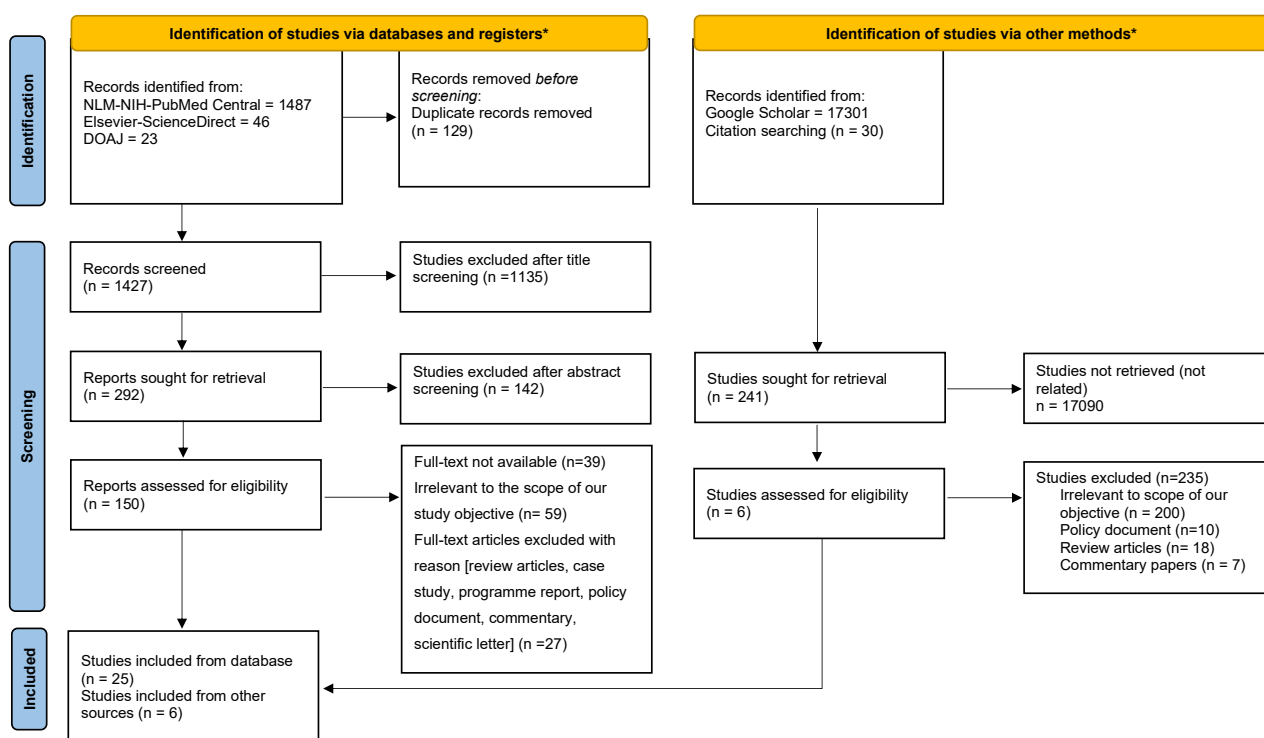 Identification of studies via databases and registers*
Identification of studies via other methods*
Identification
Records identified from:
NLM-NIH-PubMed Central = 1487
Elsevier-ScienceDirect = 46
DOAJ = 23
Records removed before
screening:
Duplicate records removed
(n = 129)
Records identified from:
Google Scholar = 17301
Citation searching (n = 30)
Screening
Records screened
(n = 1427)
Studies excluded after title
screening (n =1135)
Reports sought for retrieval
(n = 292)
Studies excluded after abstract
screening (n = 142)
Studies sought for retrieval
(n = 241)
Studies not retrieved (not
related)
n = 17090
Reports assessed for eligibility
(n = 150)
Full-text not available (n=39)
Irrelevant to the scope of our
study objective (n= 59)
Full-text articles excluded with
reason [review articles, case
study, programme report, policy
document, commentary,
scientific letter] (n =27)
Studies assessed for eligibility
(n = 6)
Studies excluded (n=235)
Irrelevant to scope of our
objective (n = 200)
Policy document (n=10)
Review articles (n= 18)
Commentary papers (n = 7)
Included
Studies included from database
(n = 25)
Studies included from other
sources (n = 6)